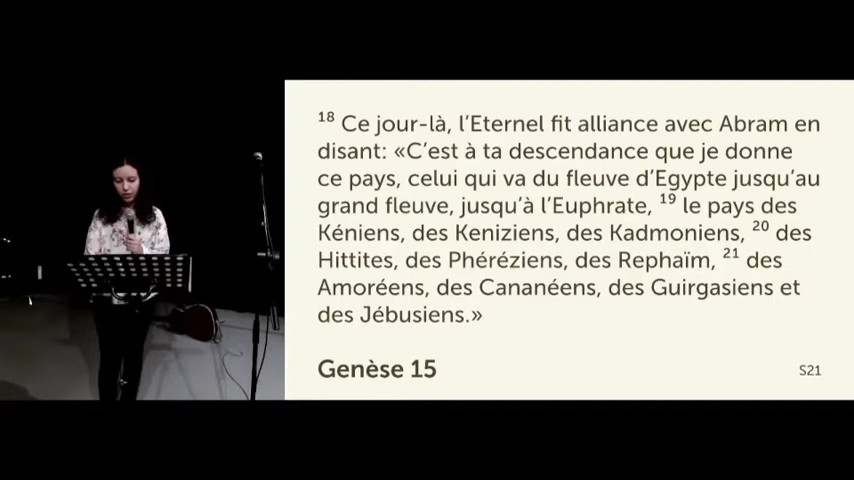 18 Ce jour-là, l'Eternel fit alliance avec Abram en
disant: «C'est à ta descendance que je donne
ce pays, celui qui va du fleuve d'Egypte jusqu'au
grand fleuve, jusqu'à l'Euphrate, 19 le pays des
Kéniens, des Keniziens, des Kadmoniens, 20 des
Hittites, des Phéréziens, des Rephaïm, 21 des
Amoréens, des Cananéens, des Guirgasiens et
des Jébusiens.»
Genèse 15
S21